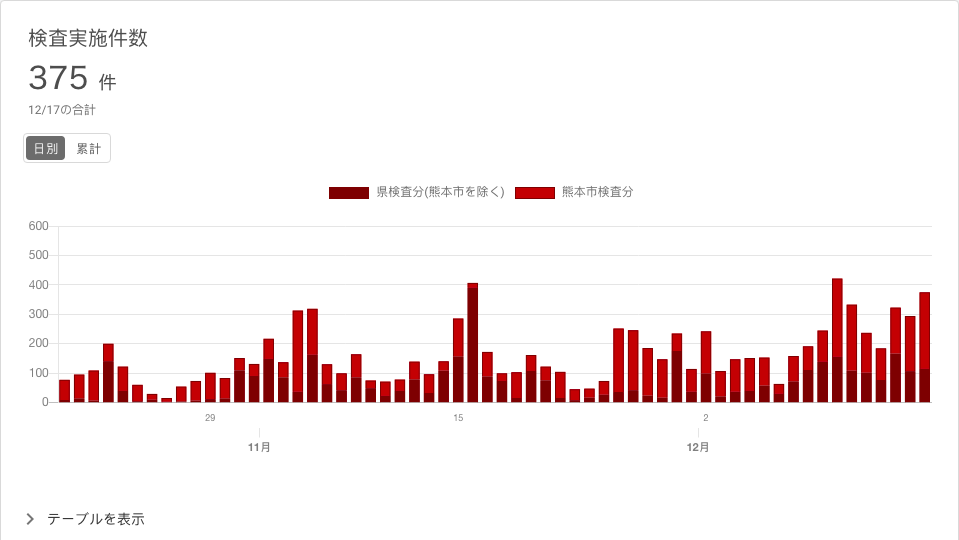 検査実施件数
375 件
12/17の合計
日別 累計
県検査分(熊本市を除く) 熊本市検査分
600
500
400
300
200
100
0
29 15 2
11月 12月
テーブルを表示